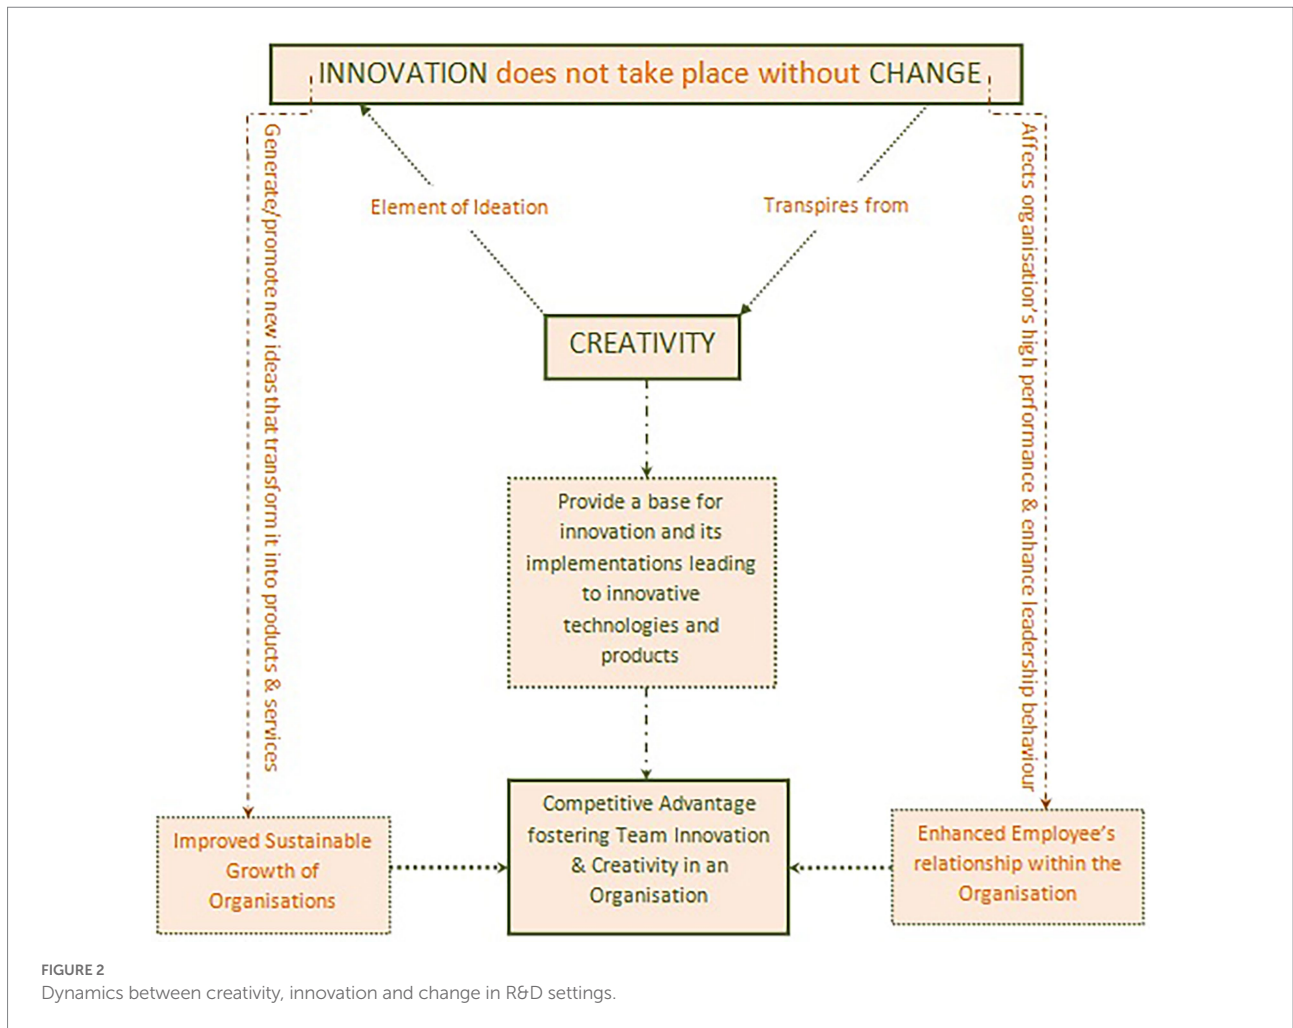 INNOVATION does not take place without CHANGE
Generate/promote new ideas that transform it into products & services
Affects organisation's high performance & enhance leadership behaviour
Element of Ideation
Transpires from
CREATIVITY
Provide a base for
innovation and its
implementations leading
to innovative
technologies and
products
Improved Sustainable
Growth of
Organisations
Competitive Advantage
fostering Team Innovation
& Creativity in an
Organisation
Enhanced Employee's
relationship within the
Organisation
FIGURE 2
Dynamics between creativity, innovation and change in R&D settings.